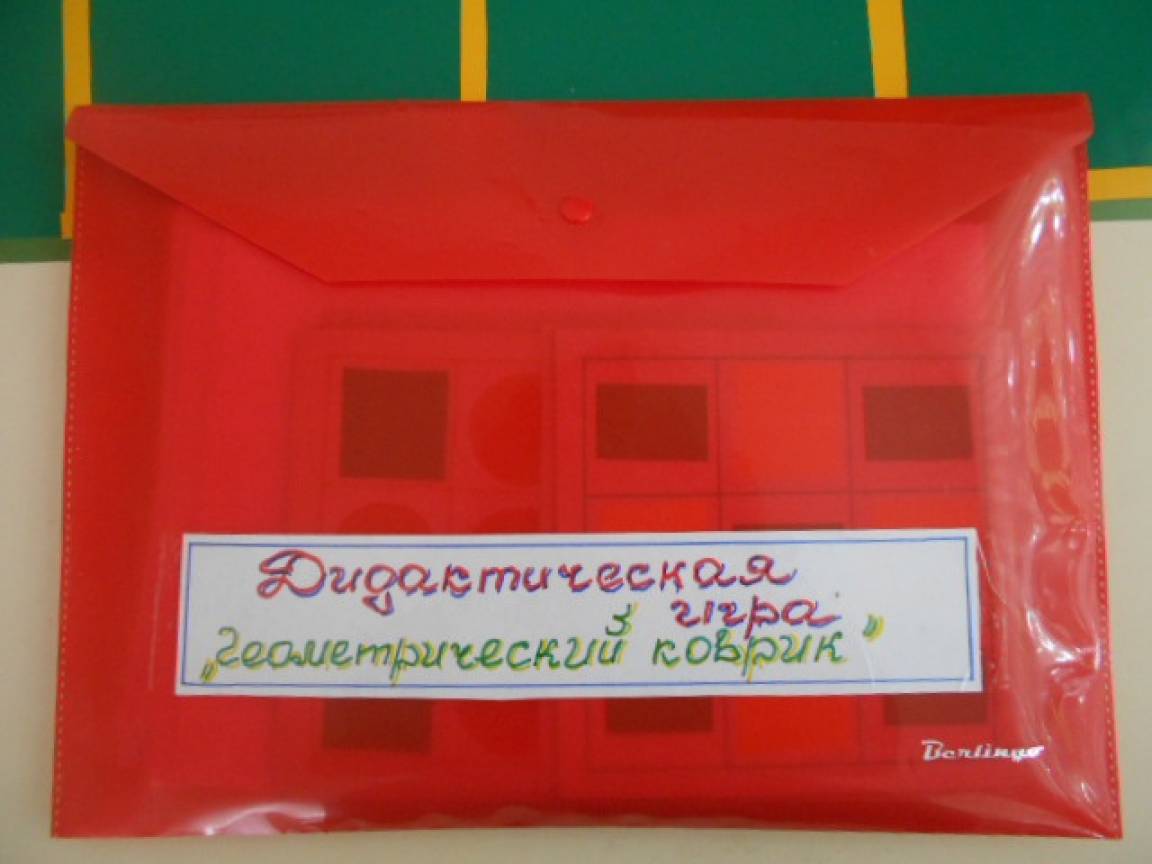 Дидактическая
игра
„Геометрический коврик”
Berlingo